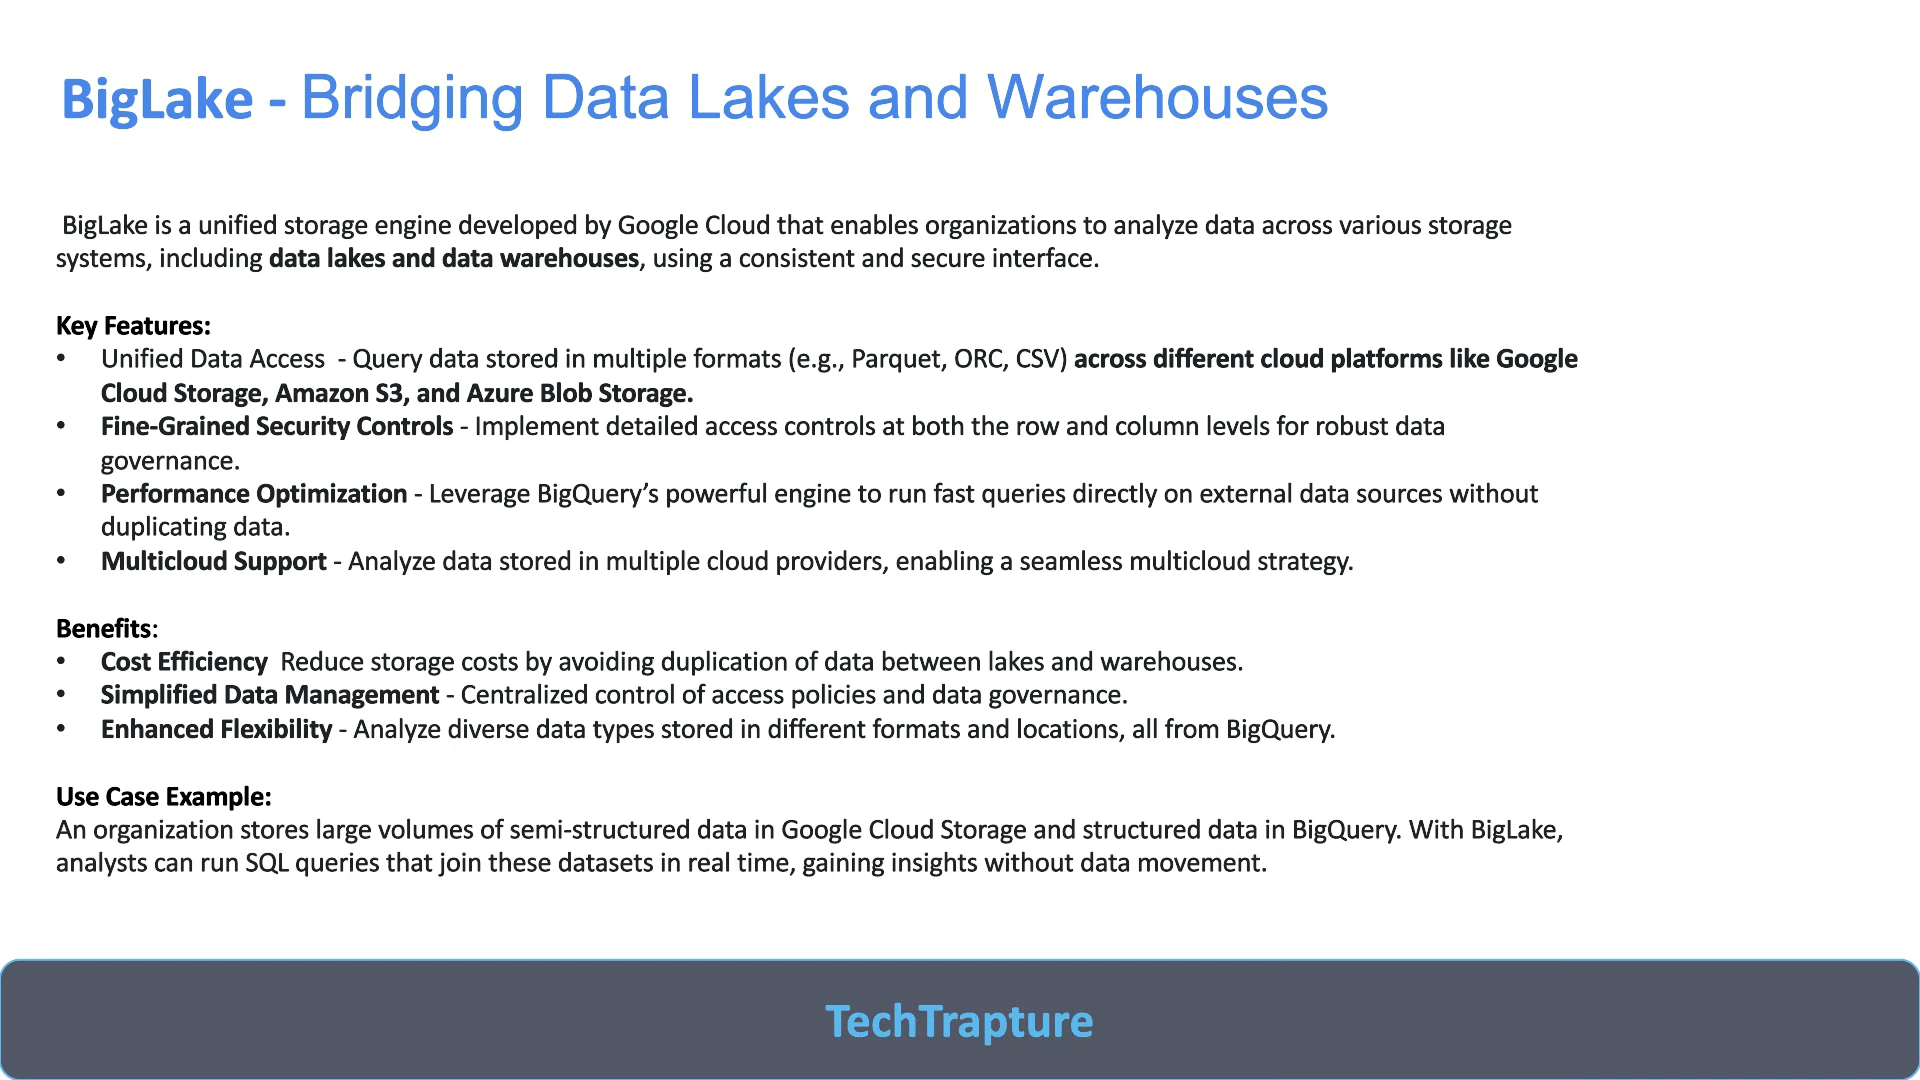 BigLake - Bridging Data Lakes and Warehouses
BigLake is a unified storage engine developed by Google Cloud that enables organizations to analyze data across various storage
systems, including data lakes and data warehouses, using a consistent and secure interface.
Key Features:
• Unified Data Access  - Query data stored in multiple formats (e.g., Parquet, ORC, CSV) across different cloud platforms like Google
Cloud Storage, Amazon S3, and Azure Blob Storage.
• Fine-Grained Security Controls - Implement detailed access controls at both the row and column levels for robust data
governance.
• Performance Optimization - Leverage BigQuery’s powerful engine to run fast queries directly on external data sources without
duplicating data.
• Multicloud Support - Analyze data stored in multiple cloud providers, enabling a seamless multicloud strategy.
Benefits:
• Cost Efficiency  Reduce storage costs by avoiding duplication of data between lakes and warehouses.
• Simplified Data Management - Centralized control of access policies and data governance.
• Enhanced Flexibility - Analyze diverse data types stored in different formats and locations, all from BigQuery.
Use Case Example:
An organization stores large volumes of semi-structured data in Google Cloud Storage and structured data in BigQuery. With BigLake,
analysts can run SQL queries that join these datasets in real time, gaining insights without data movement.
TechTrapture